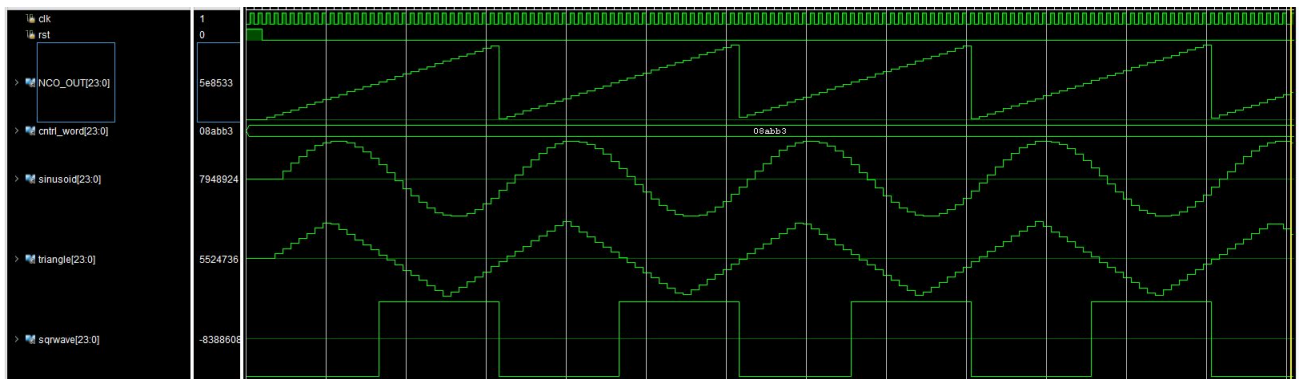 clk 1
rst 0
NCO_OUT[23:0] 5e8533
cntrl_word[23:0] 08abb3 08abb3
sinusoid[23:0] 7948924
triangle[23:0] 5524736
sqrwave[23:0] -8388608